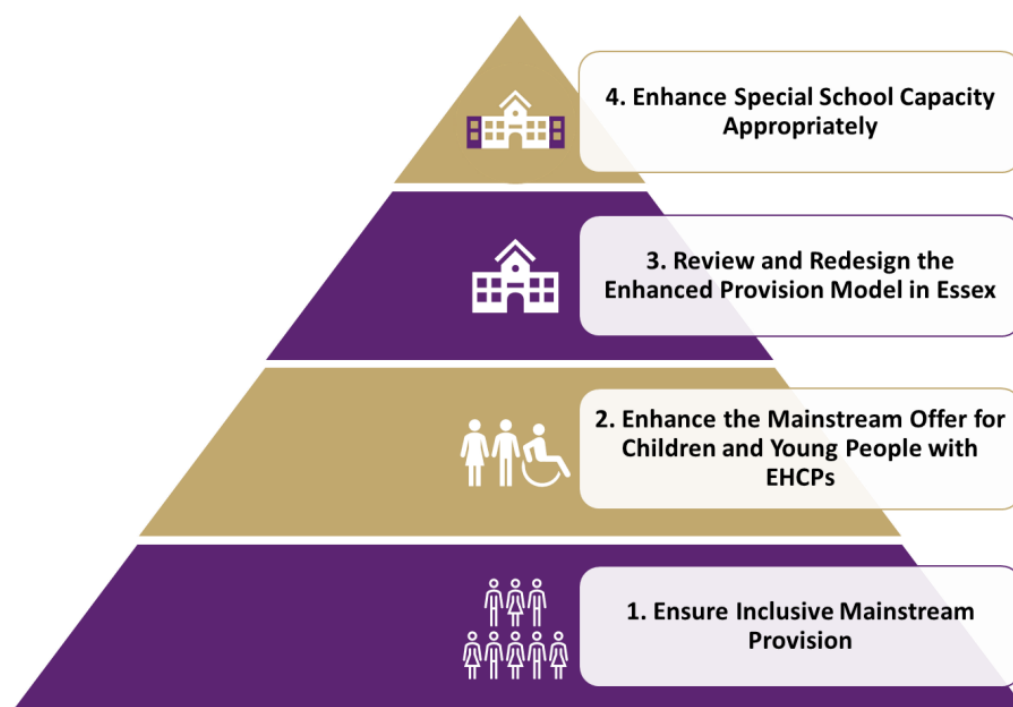 4. Enhance Special School Capacity
Appropriately
3. Review and Redesign the
Enhanced Provision Model in Essex
2. Enhance the Mainstream Offer for
Children and Young People with
EHCPs
1. Ensure Inclusive Mainstream
Provision